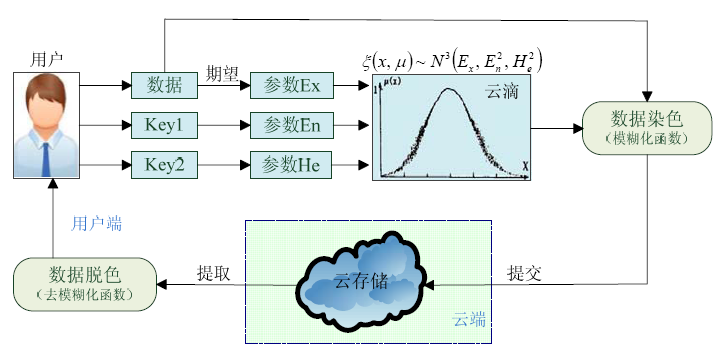 用户
数据
期望
参数Ex
ξ(x, μ) ~ N³(Eₓ, Eₙ², Hₑ²)
Key1
参数En
Key2
参数He
1
μ(x)
云滴
X
数据染色
(模糊化函数)
用户端
数据脱色
(去模糊化函数)
提取
云存储
提交
云端